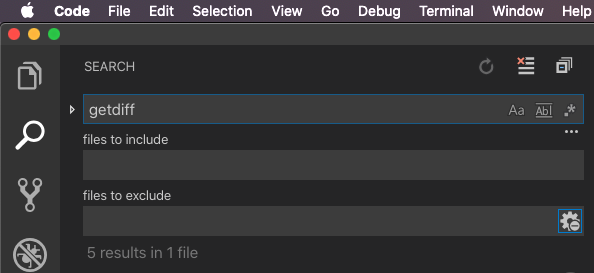 Code File Edit Selection View Go Debug Terminal Window Help
SEARCH
getdiff Aa Abl .*
files to include
files to exclude
5 results in 1 file